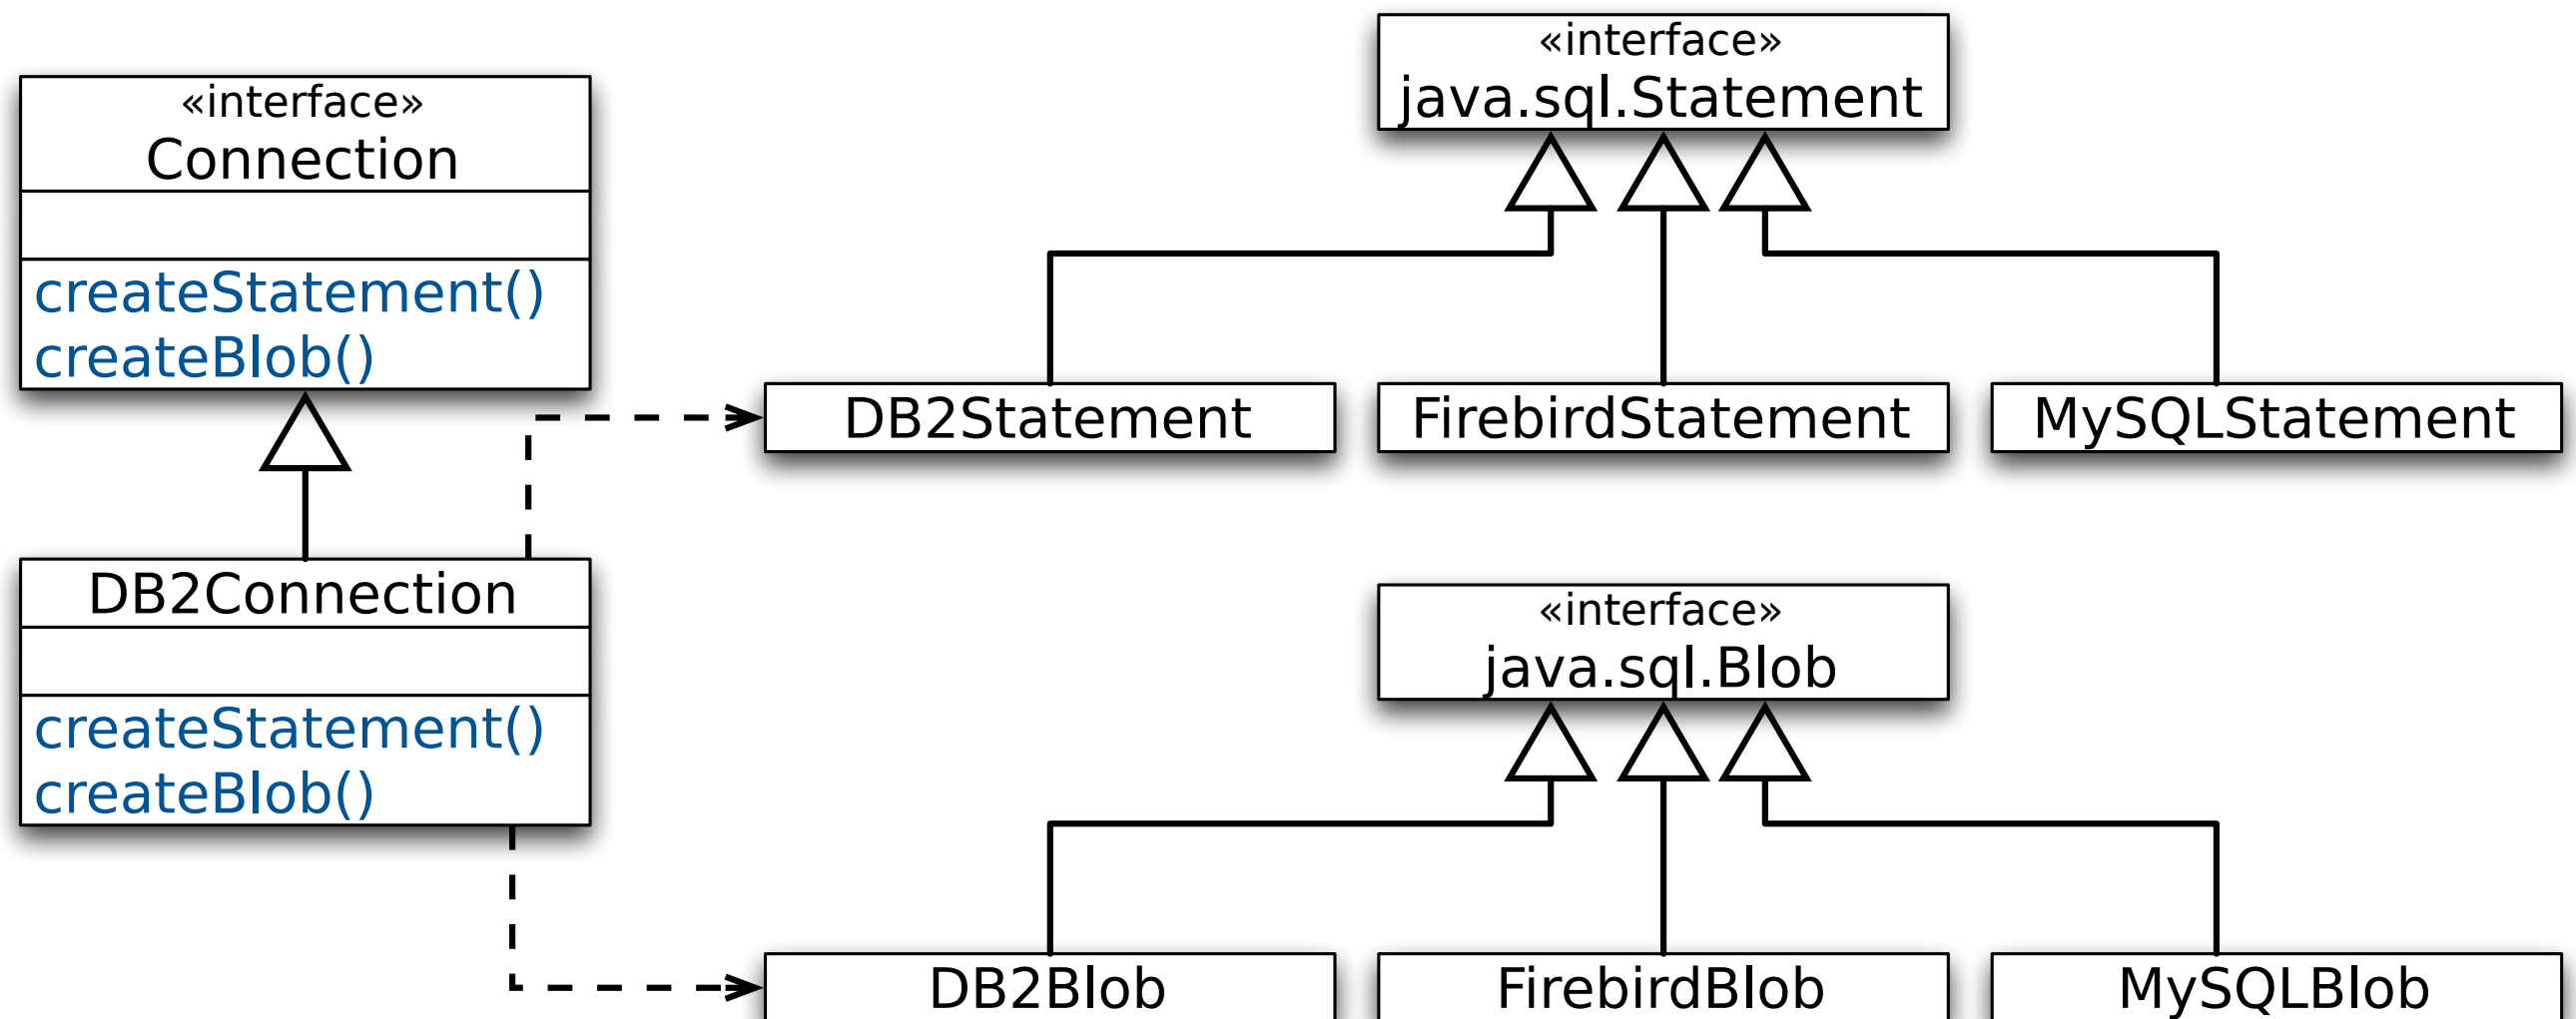 «interface»
Connection
createStatement()
createBlob()
DB2Connection
createStatement()
createBlob()
«interface»
java.sql.Statement
DB2Statement
FirebirdStatement
MySQLStatement
«interface»
java.sql.Blob
DB2Blob
FirebirdBlob
MySQLBlob